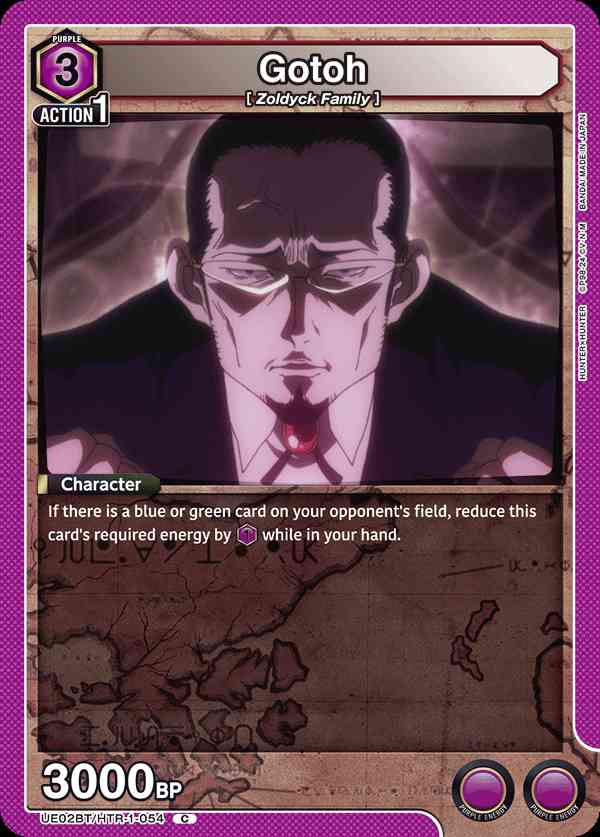 PURPLE
3
ACTION 1
Gotoh
[ Zoldyck Family ]
HUNTER×HUNTER ©P98-24 ©V, N, M BANDAI MADE IN JAPAN
Character
If there is a blue or green card on your opponent's field, reduce this
card's required energy by 1 while in your hand.
3000 BP
PURPLE ENERGY
PURPLE ENERGY
UE02BT/HTR-1-054 C